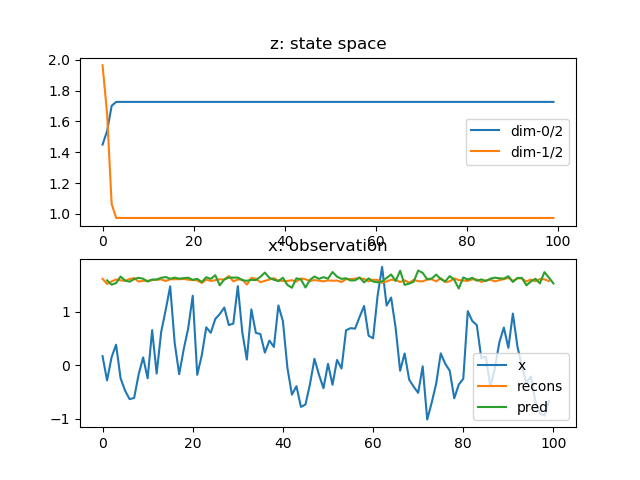 z: state space
2.0
1.8
1.6
1.4
1.2
1.0
dim-0/2
dim-1/2
0 20 40 60 80 100
x: observation
1
0
−1
x
recons
pred
0 20 40 60 80 100